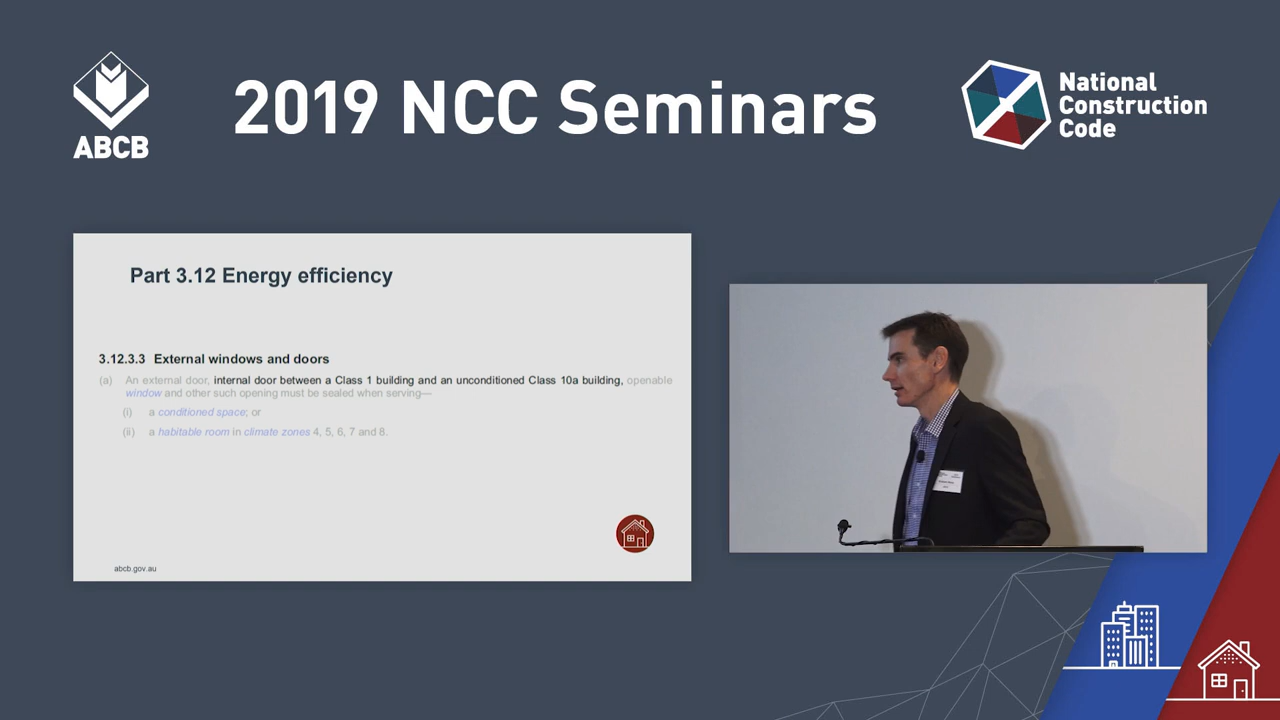 ABCB
2019 NCC Seminars
National
Construction
Code
Part 3.12 Energy efficiency
3.12.3.3 External windows and doors
(a) An external door, internal door between a Class 1 building and an unconditioned Class 10a building, openable
window and other such opening must be sealed when serving—
(i) a conditioned space; or
(ii) a habitable room in climate zones 4, 5, 6, 7 and 8.
abcb.gov.au